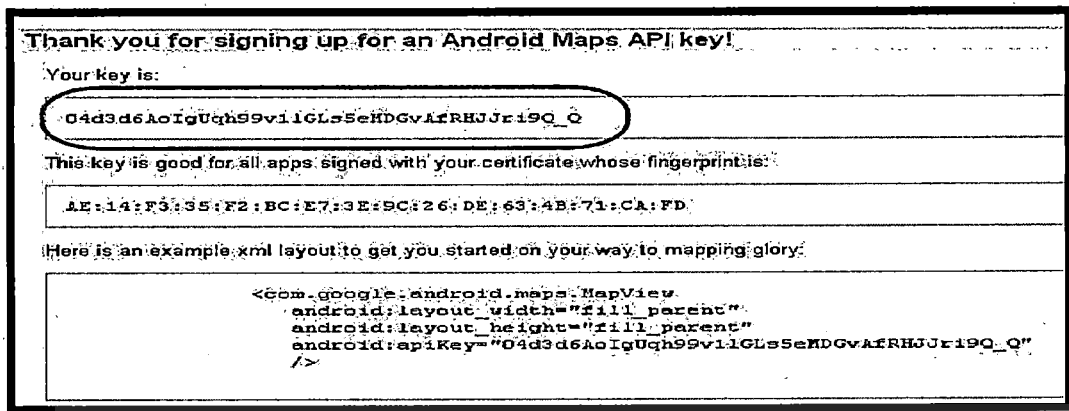 Thank you for signing up for an Android Maps API key!
Your key is:
04d3d6AoIgUqh99v1lGLs5eMDGvAfRHJJri9Q_Q
This key is good for all apps signed with your certificate whose fingerprint is:
AE:14:F3:35:F2:BC:E7:3E:9C:26:DE:63:4B:71:CA:FD
Here is an example xml layout to get you started on your way to mapping glory:
<com.google.android.maps.MapView
android:layout_width="fill_parent"
android:layout_height="fill_parent"
android:apiKey="04d3d6AoIgUqh99v1lGLs5eMDGvAfRHJJri9Q_Q"
/>